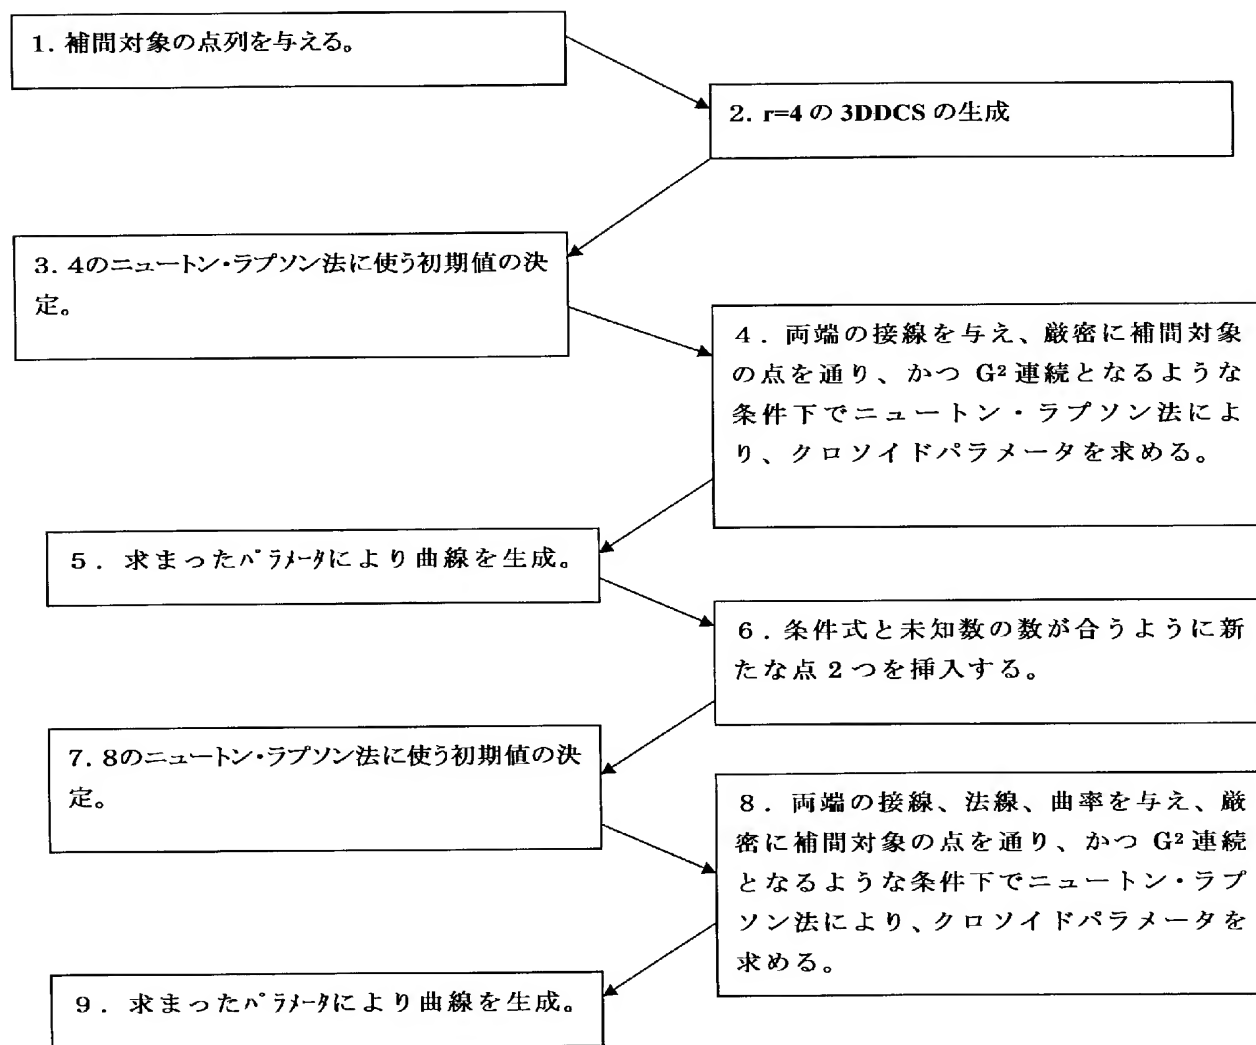 1. 補間対象の点列を与える。
2. r=4 の 3DDCS の生成
3. 4のニュートン・ラプソン法に使う初期値の決
定。
4. 両端の接線を与え、厳密に補間対象
の点を通り、かつ G² 連続となるような
条件下でニュートン・ラプソン法によ
り、クロソイドパラメータを求める。
5. 求まったパラメータにより曲線を生成。
6. 条件式と未知数の数が合うように新
たな点 2 つを挿入する。
7. 8のニュートン・ラプソン法に使う初期値の決
定。
8. 両端の接線、法線、曲率を与え、厳
密に補間対象の点を通り、かつ G² 連続
となるような条件下でニュートン・ラプ
ソン法により、クロソイドパラメータを
求める。
9. 求まったパラメータにより曲線を生成。